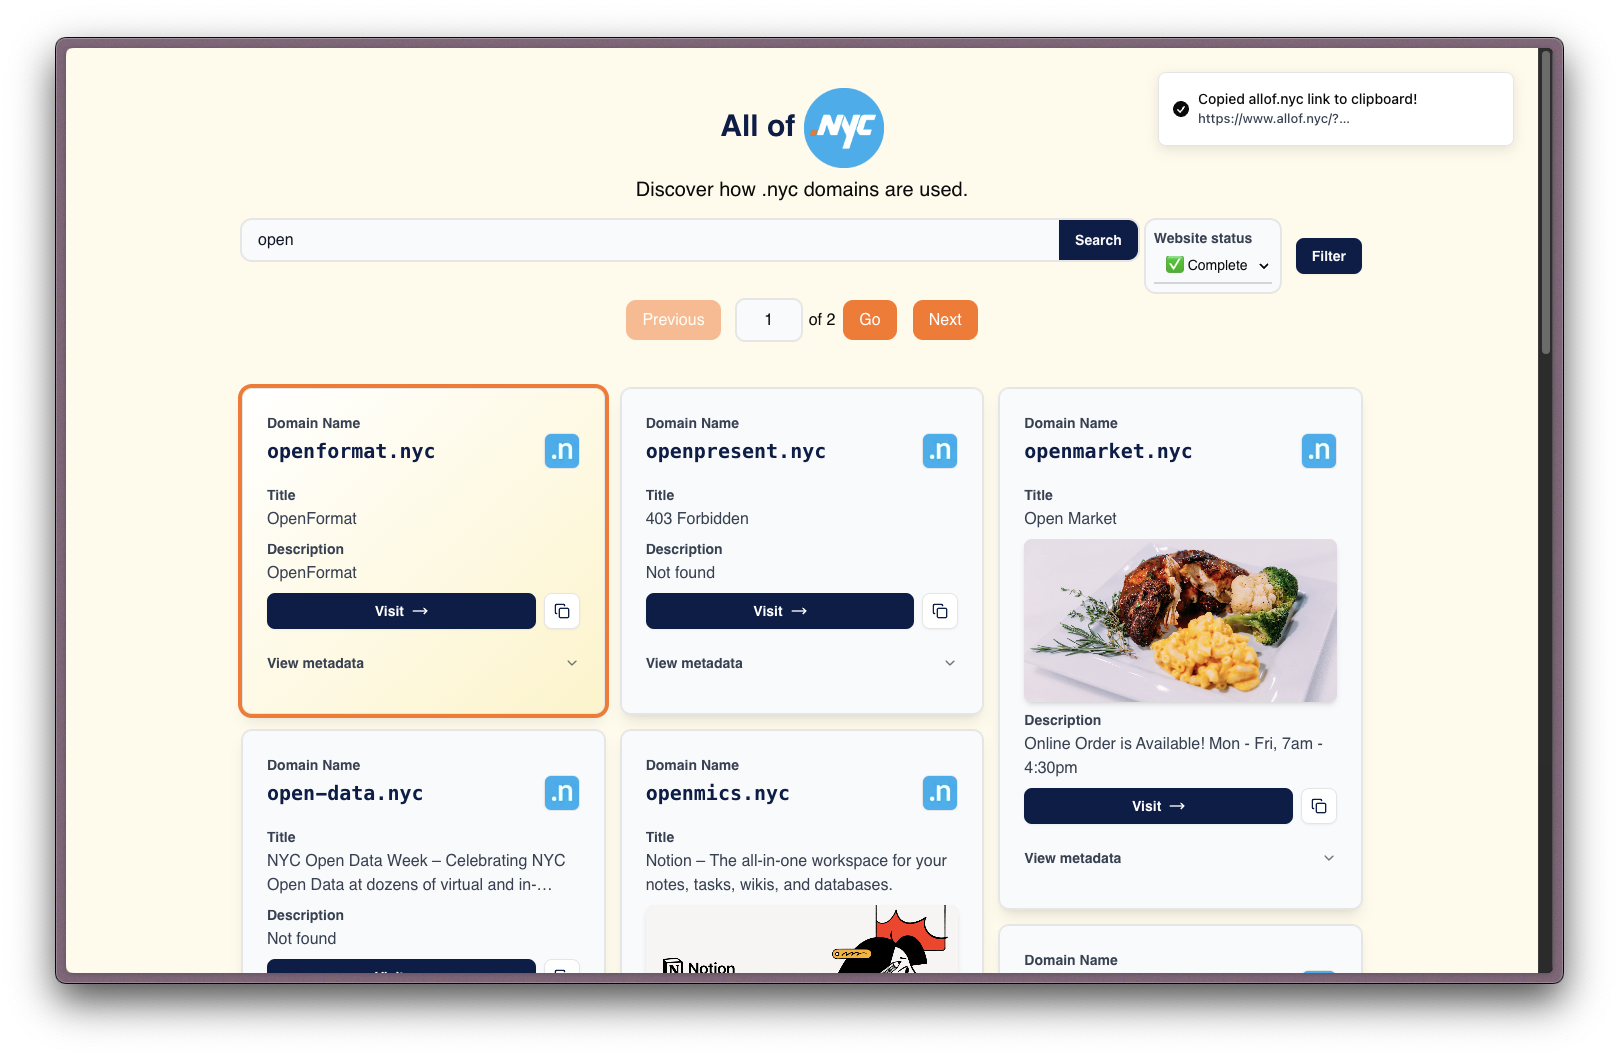 All of .NYC
Copied allof.nyc link to clipboard!
https://www.allof.nyc/?...
Discover how .nyc domains are used.
open
Search
Website status
✅ Complete
Filter
Previous
1
of 2
Go
Next
Domain Name
openformat.nyc
.n
Title
OpenFormat
Description
OpenFormat
Visit →
View metadata
Domain Name
openpresent.nyc
.n
Title
403 Forbidden
Description
Not found
Visit →
View metadata
Domain Name
openmarket.nyc
.n
Title
Open Market
Description
Online Order is Available! Mon - Fri, 7am -
4:30pm
Visit →
View metadata
Domain Name
open-data.nyc
.n
Title
NYC Open Data Week – Celebrating NYC
Open Data at dozens of virtual and in-…
Description
Not found
Domain Name
openmics.nyc
.n
Title
Notion – The all-in-one workspace for your
notes, tasks, wikis, and databases.
Notion
Domain Name